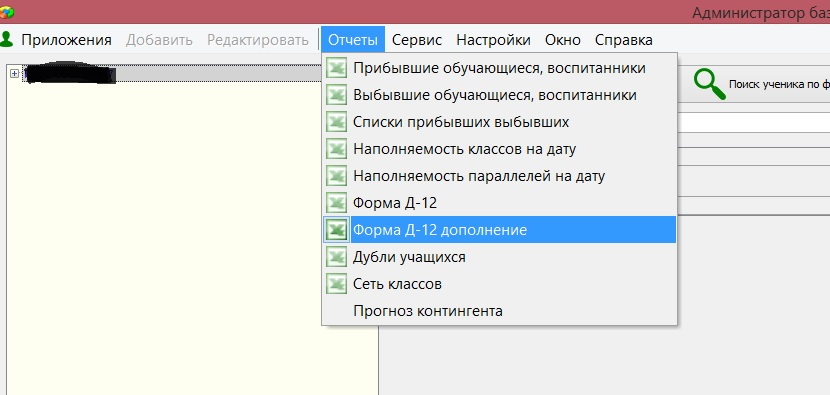 Администратор баз
Приложения Добавить Редактировать Отчеты Сервис Настройки Окно Справка
Прибывшие обучающиеся, воспитанники
Выбывшие обучающиеся, воспитанники
Списки прибывших выбывших
Наполняемость классов на дату
Наполняемость параллелей на дату
Форма Д-12
Форма Д-12 дополнение
Дубли учащихся
Сеть классов
Прогноз контингента
Поиск ученика по ф